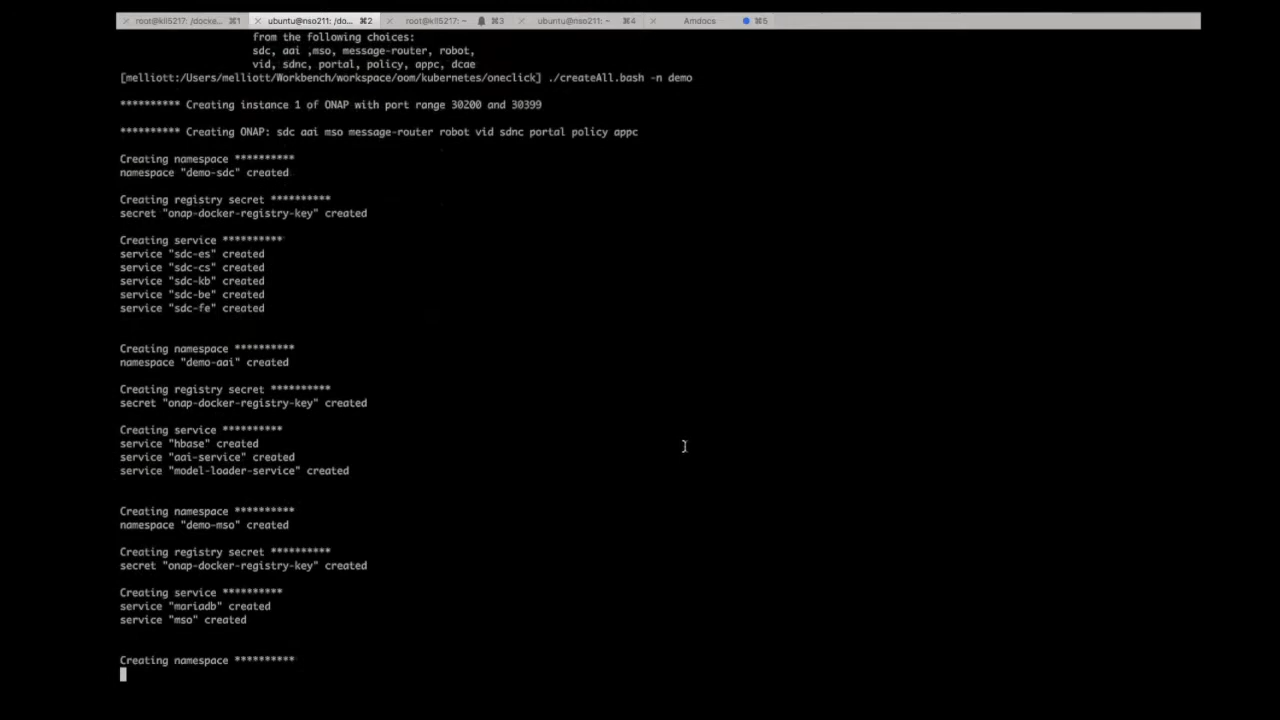 root@kli5217: /docke... ⌘1 ubuntu@nso211: /do... ⌘2 root@kli5217: ~ ⌘3 ubuntu@nso211: ~ ⌘4 Amdocs ⌘5
from the following choices:
sdc, aai ,mso, message-router, robot,
vid, sdnc, portal, policy, appc, dcae
[melliott:/Users/melliott/Workbench/workspace/oom/kubernetes/oneclick] ./createAll.bash -n demo
********** Creating instance 1 of ONAP with port range 30200 and 30399
********** Creating ONAP: sdc aai mso message-router robot vid sdnc portal policy appc
Creating namespace **********
namespace "demo-sdc" created
Creating registry secret **********
secret "onap-docker-registry-key" created
Creating service **********
service "sdc-es" created
service "sdc-cs" created
service "sdc-kb" created
service "sdc-be" created
service "sdc-fe" created
Creating namespace **********
namespace "demo-aai" created
Creating registry secret **********
secret "onap-docker-registry-key" created
Creating service **********
service "hbase" created
service "aai-service" created
service "model-loader-service" created
Creating namespace **********
namespace "demo-mso" created
Creating registry secret **********
secret "onap-docker-registry-key" created
Creating service **********
service "mariadb" created
service "mso" created
Creating namespace **********